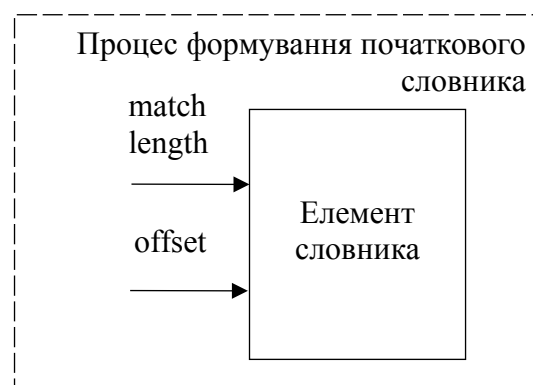 Процес формування початкового
словника
match
length
offset
Елемент
словника